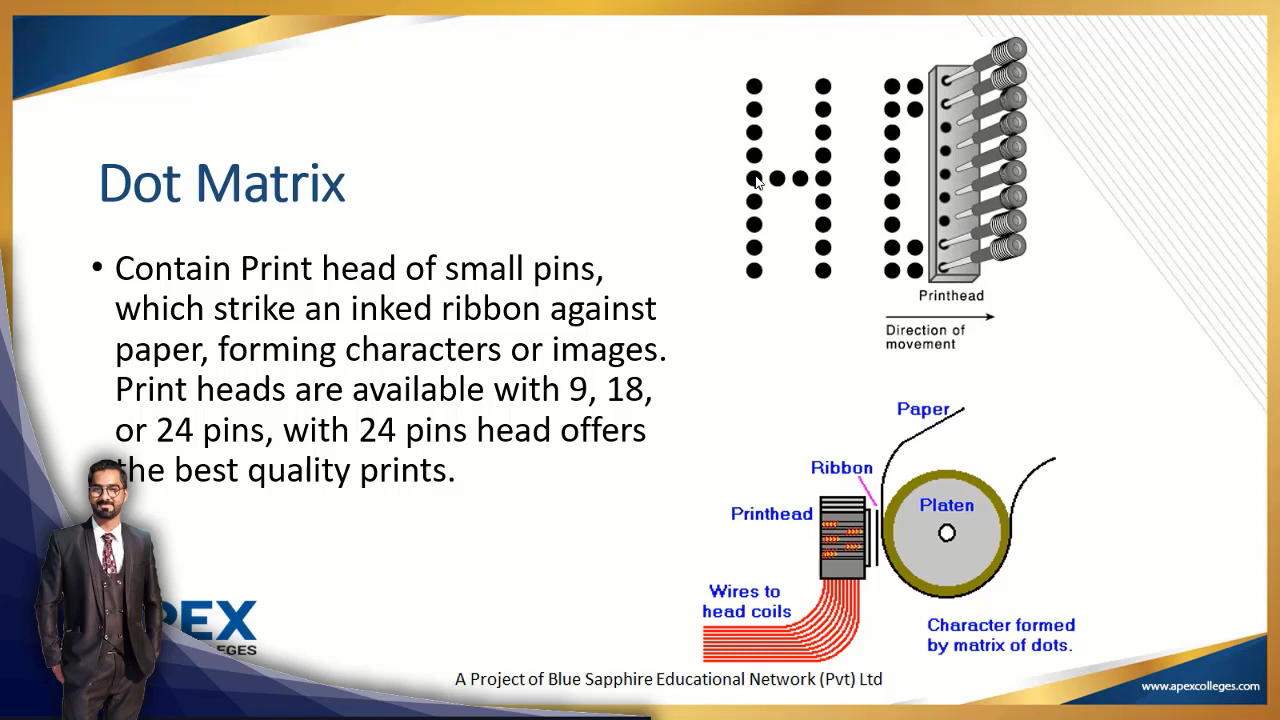 Dot Matrix
• Contain Print head of small pins,
which strike an inked ribbon against
paper, forming characters or images.
Print heads are available with 9, 18,
or 24 pins, with 24 pins head offers
the best quality prints.
H
Printhead
Direction of
movement
Paper
Ribbon
Platen
Printhead
Wires to
head coils
Character formed
by matrix of dots.
PEX
EGES
A Project of Blue Sapphire Educational Network (Pvt) Ltd
www.apexcolleges.com